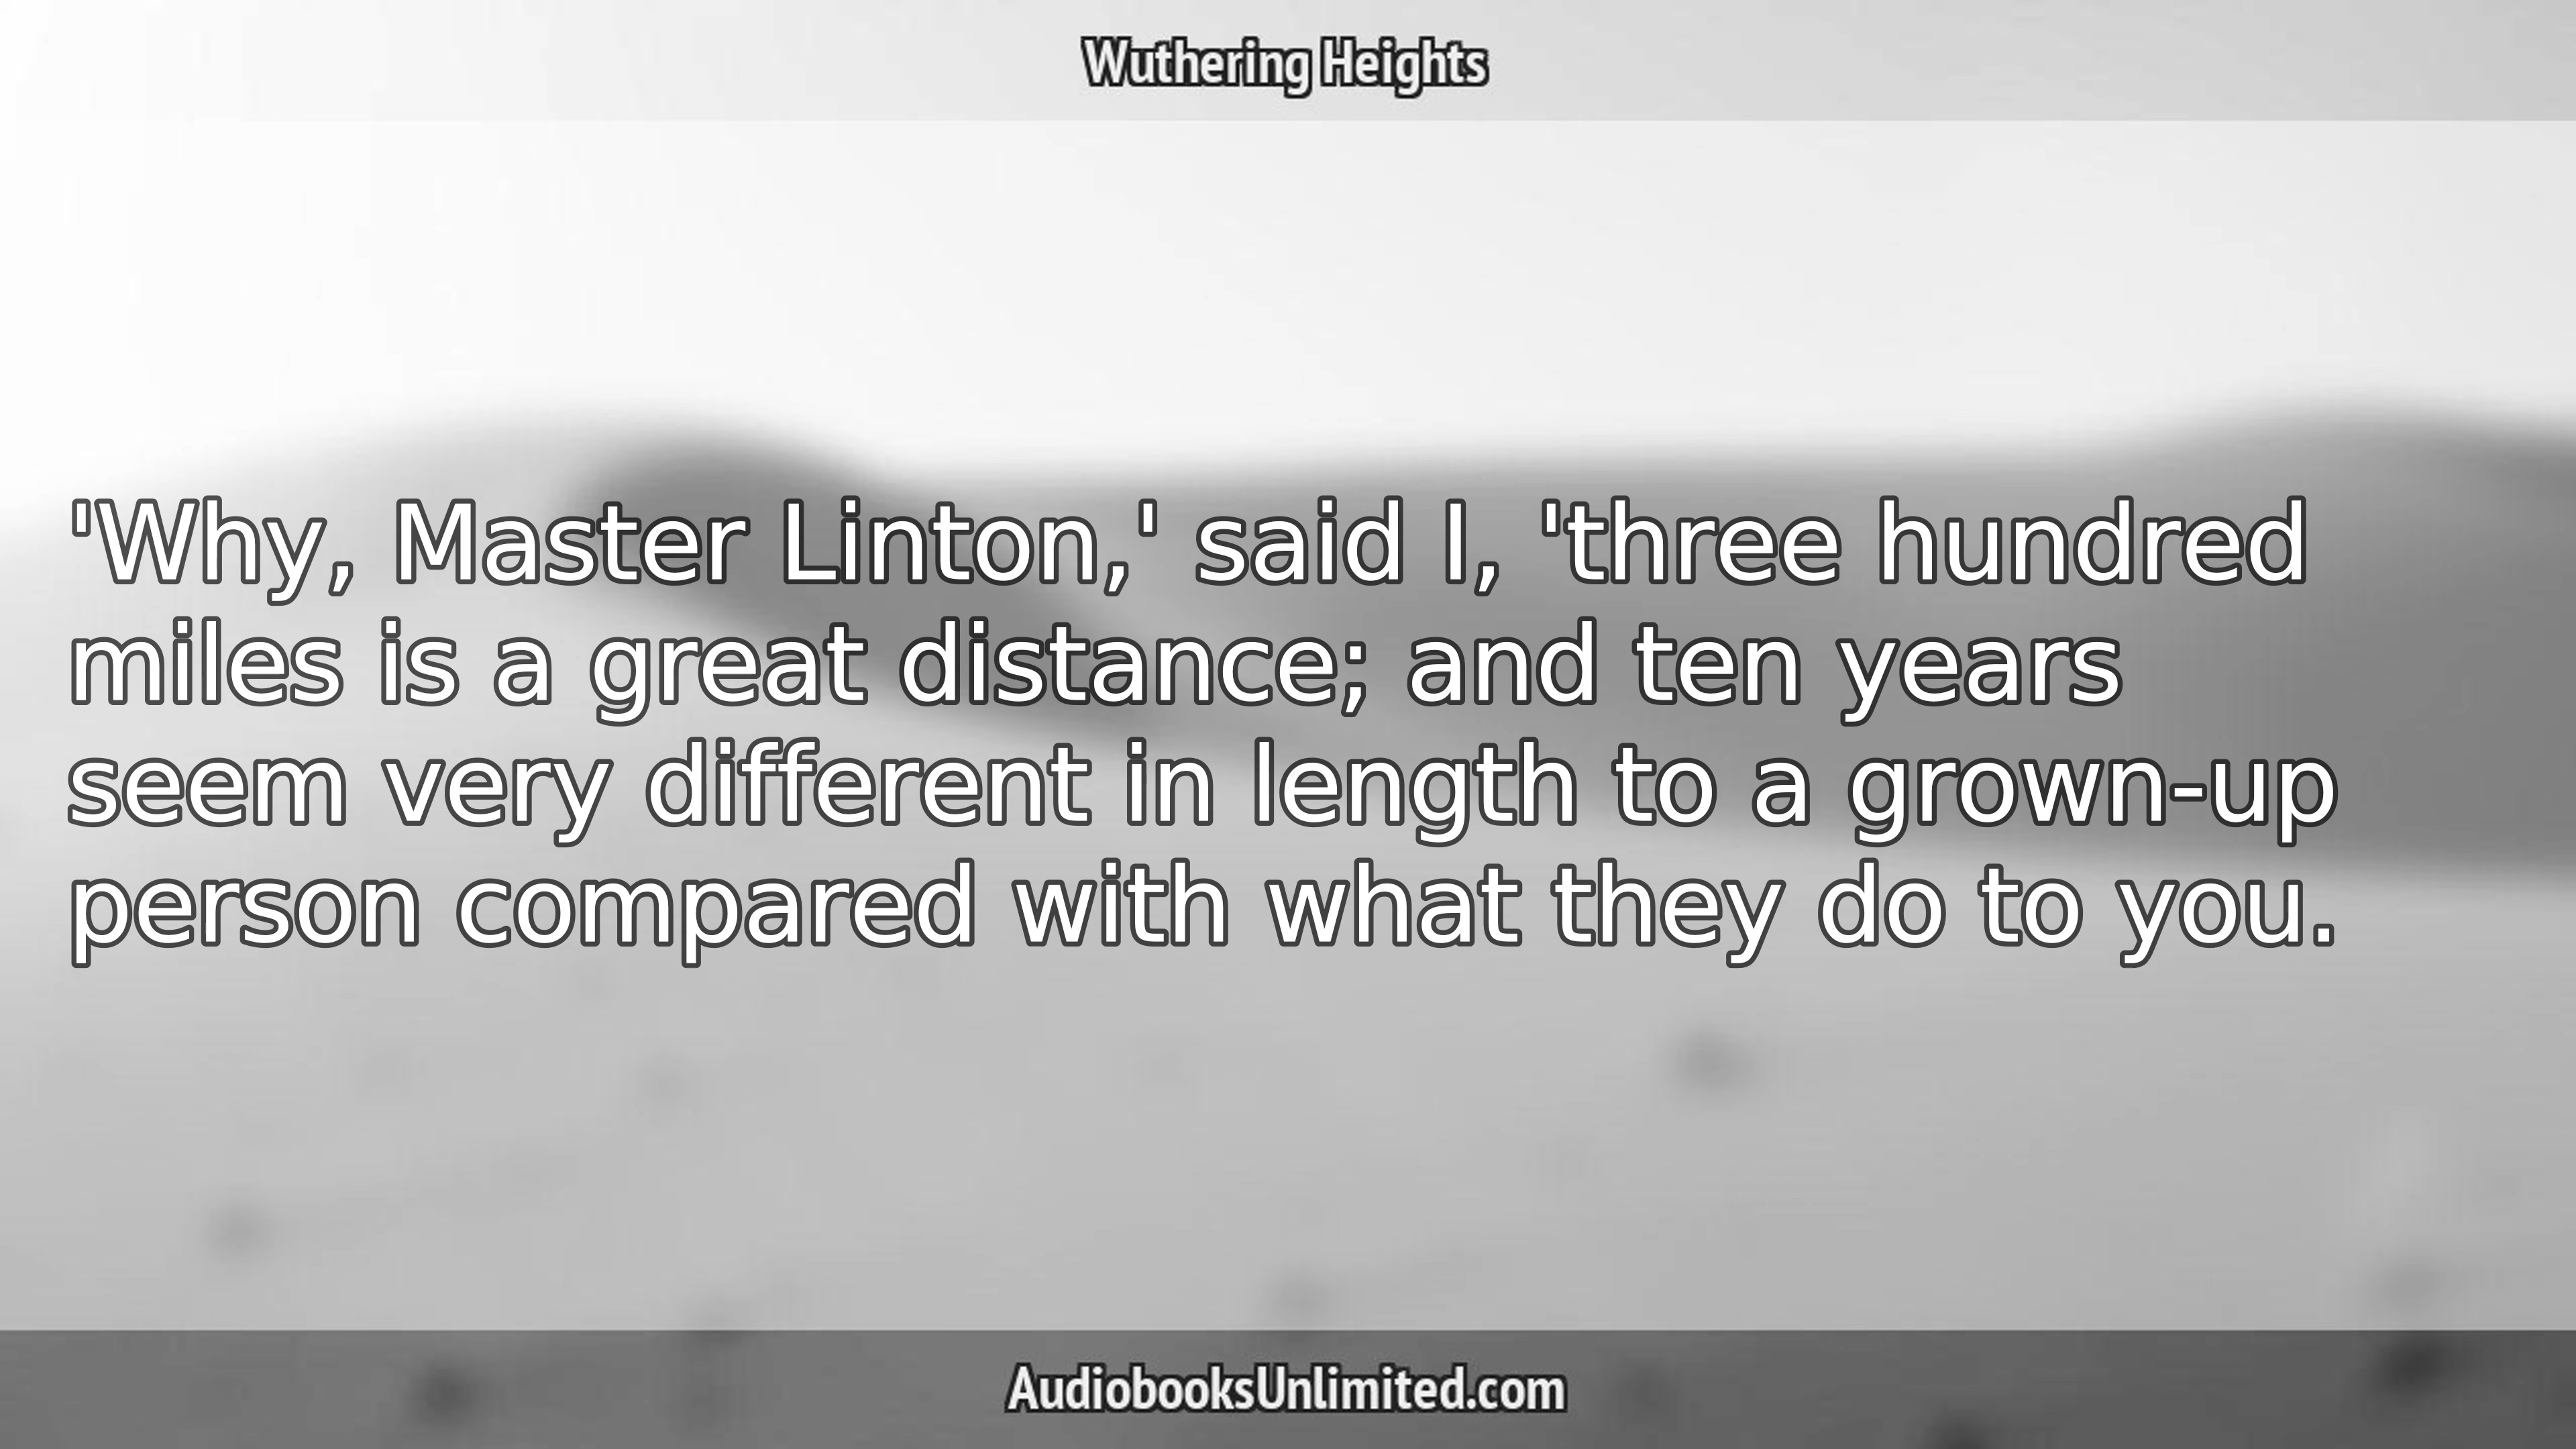 Wuthering Heights
'Why, Master Linton,' said I, 'three hundred
miles is a great distance; and ten years
seem very different in length to a grown-up
person compared with what they do to you.
AudiobooksUnlimited.com